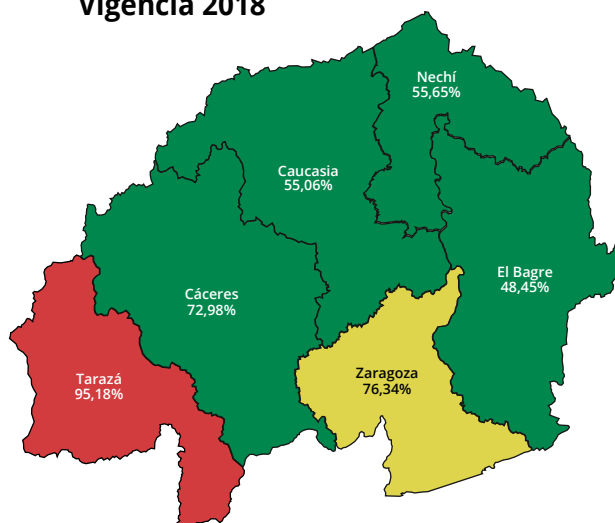 Vigencia 2018
Nechí
55,65%
Caucasia
55,06%
El Bagre
48,45%
Cáceres
72,98%
Zaragoza
76,34%
Tarazá
95,18%